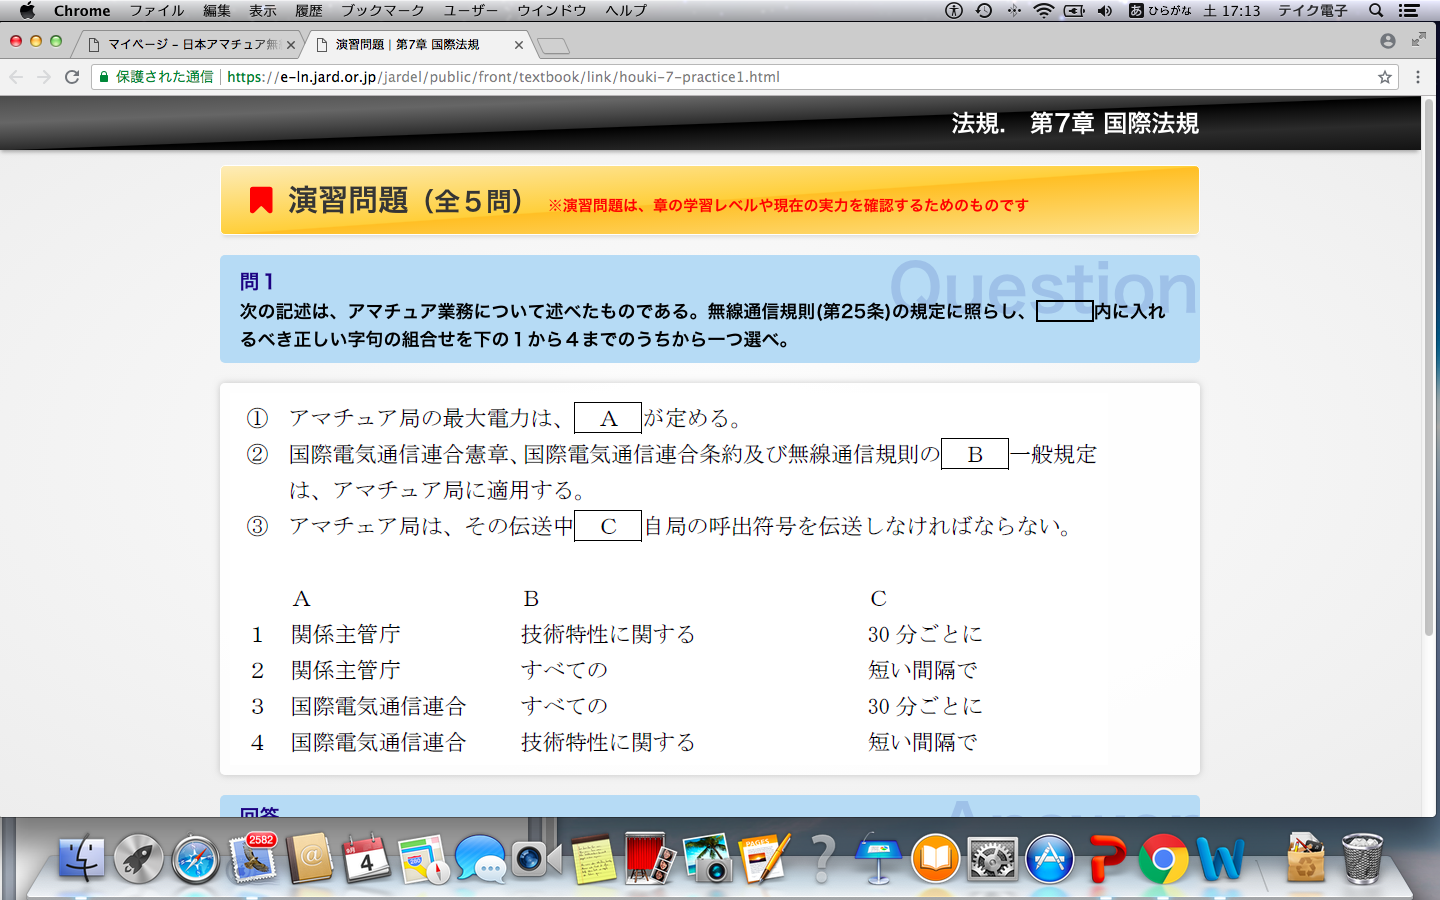 Chrome ファイル 編集 表示 履歴 ブックマーク ユーザー ウインドウ ヘルプ あ ひらがな 土 17:13 テイク電子
マイページ - 日本アマチュア無 演習問題 | 第7章 国際法規
保護された通信 https://e-ln.jard.or.jp/jardel/public/front/textbook/link/houki-7-practice1.html
法規. 第7章 国際法規
演習問題（全５問） ※演習問題は、章の学習レベルや現在の実力を確認するためのものです
Question
問１
次の記述は、アマチュア業務について述べたものである。無線通信規則(第25条)の規定に照らし、 内に入れ
るべき正しい字句の組合せを下の１から４までのうちから一つ選べ。
① アマチュア局の最大電力は、 A が定める。
② 国際電気通信連合憲章、国際電気通信連合条約及び無線通信規則の B 一般規定
は、アマチュア局に適用する。
③ アマチェア局は、その伝送中 C 自局の呼出符号を伝送しなければならない。
A B C
1 関係主管庁 技術特性に関する 30 分ごとに
2 関係主管庁 すべての 短い間隔で
3 国際電気通信連合 すべての 30 分ごとに
4 国際電気通信連合 技術特性に関する 短い間隔で
回答
2582
9月
4
280
PAGES